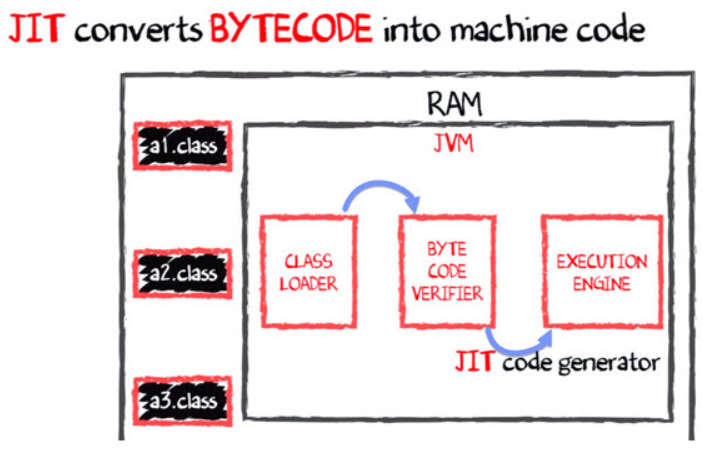 JIT converts BYTECODE into machine code
RAM
JVM
a1.class
a2.class
a3.class
CLASS
LOADER
BYTE
CODE
VERIFIER
EXECUTION
ENGINE
JIT code generator